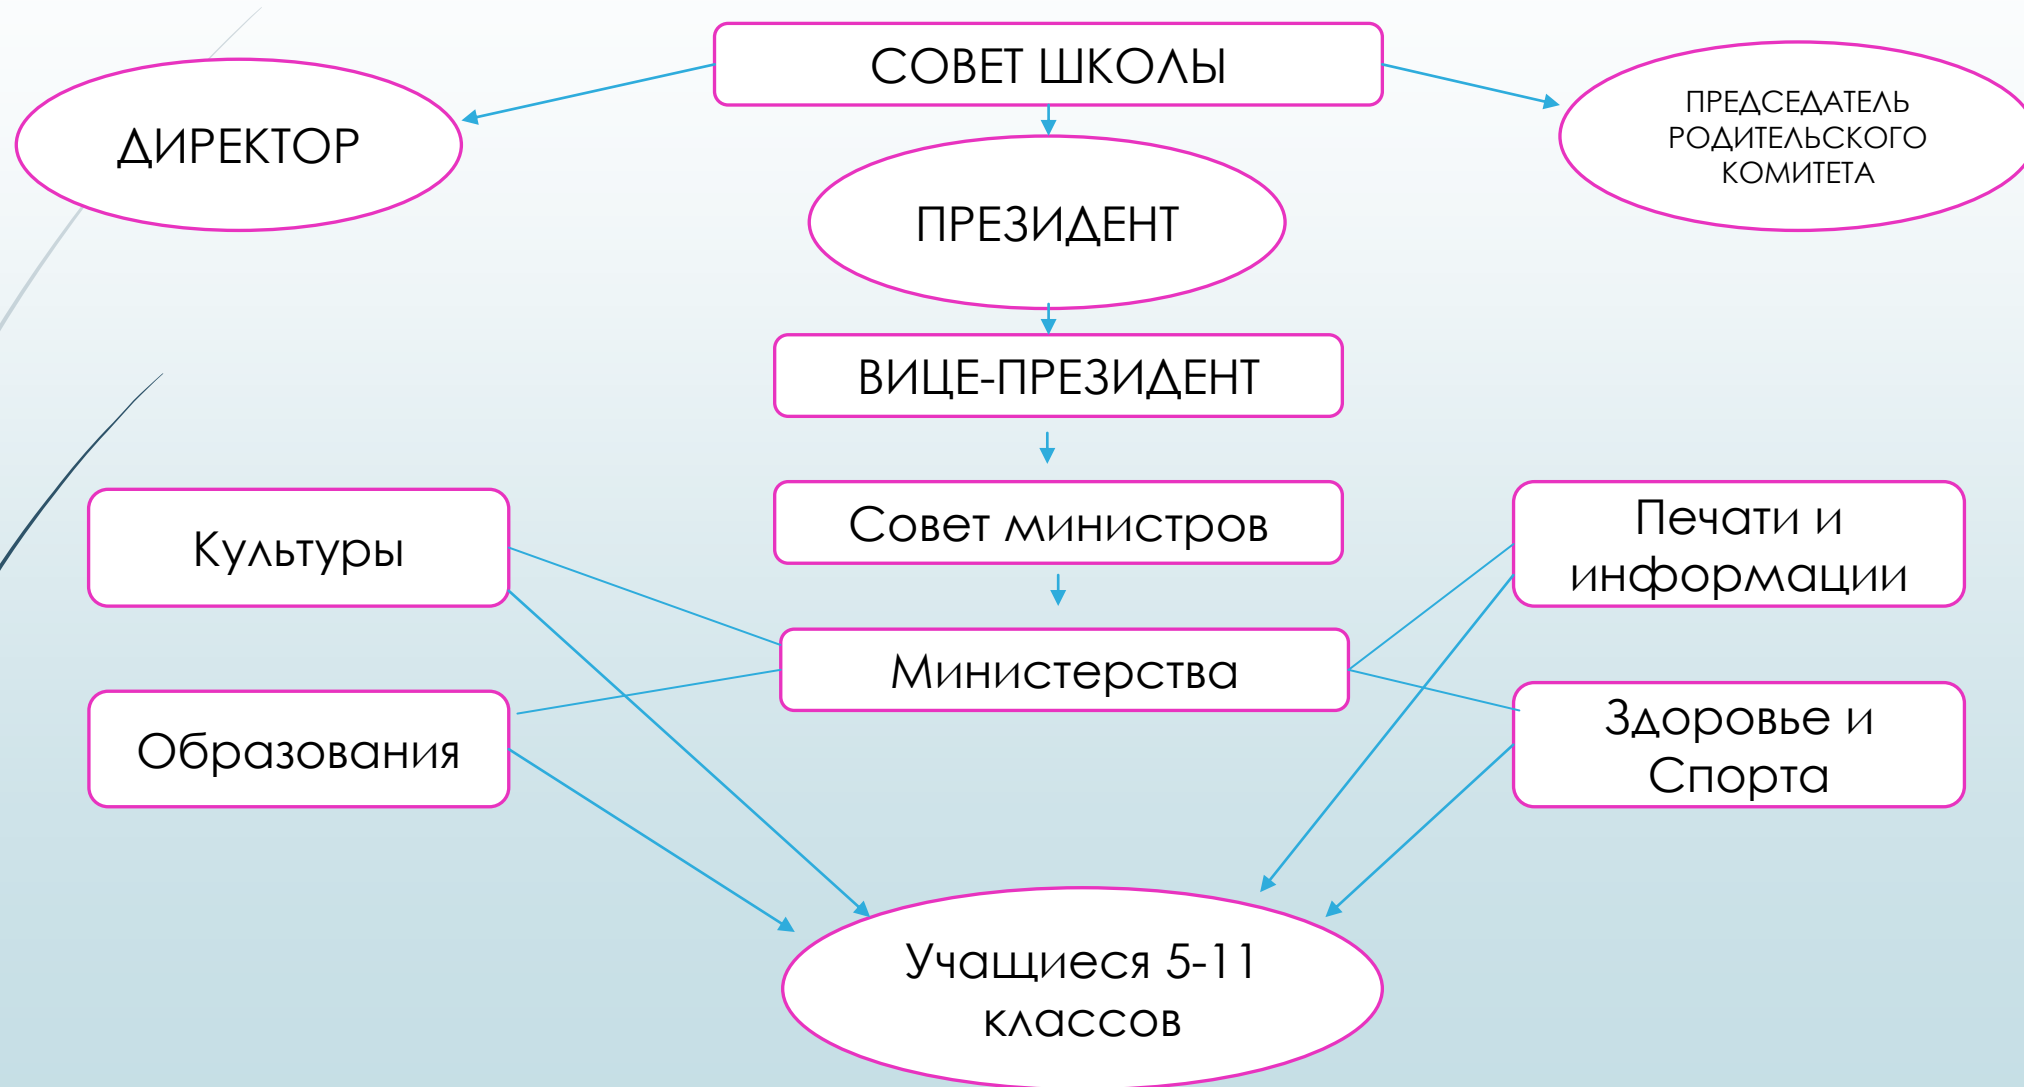 СОВЕТ ШКОЛЫ
ДИРЕКТОР
ПРЕДСЕДАТЕЛЬ
РОДИТЕЛЬСКОГО
КОМИТЕТА
ПРЕЗИДЕНТ
ВИЦЕ-ПРЕЗИДЕНТ
Культуры
Совет министров
Печати и
информации
Министерства
Образования
Здоровье и
Спорта
Учащиеся 5-11
классов